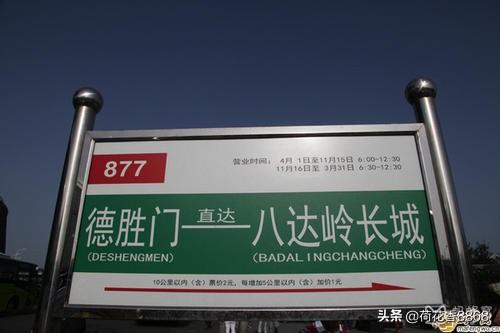 877
营业时间： 4月 1日至11月15日 6:00-12:30
11月16日至 3月31日 6:30-12:30
德胜门 直达 八达岭长城
(DESHENGMEN) (BADALINGCHANGCHENG)
10公里以内（含）票价2元，每增加5公里以内（含）加价1元
头条 @荷花香8868